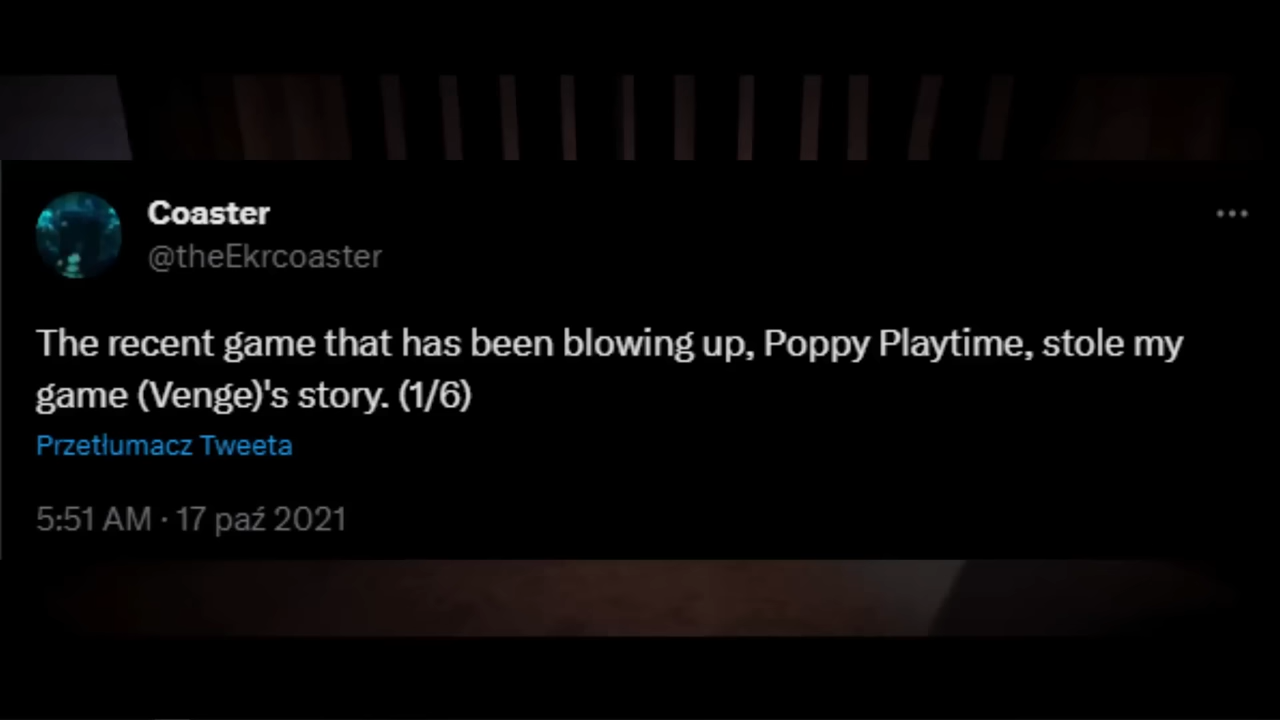 Coaster
@theEkrcoaster
The recent game that has been blowing up, Poppy Playtime, stole my
game (Venge)'s story. (1/6)
Przetłumacz Tweeta
5:51 AM · 17 paź 2021